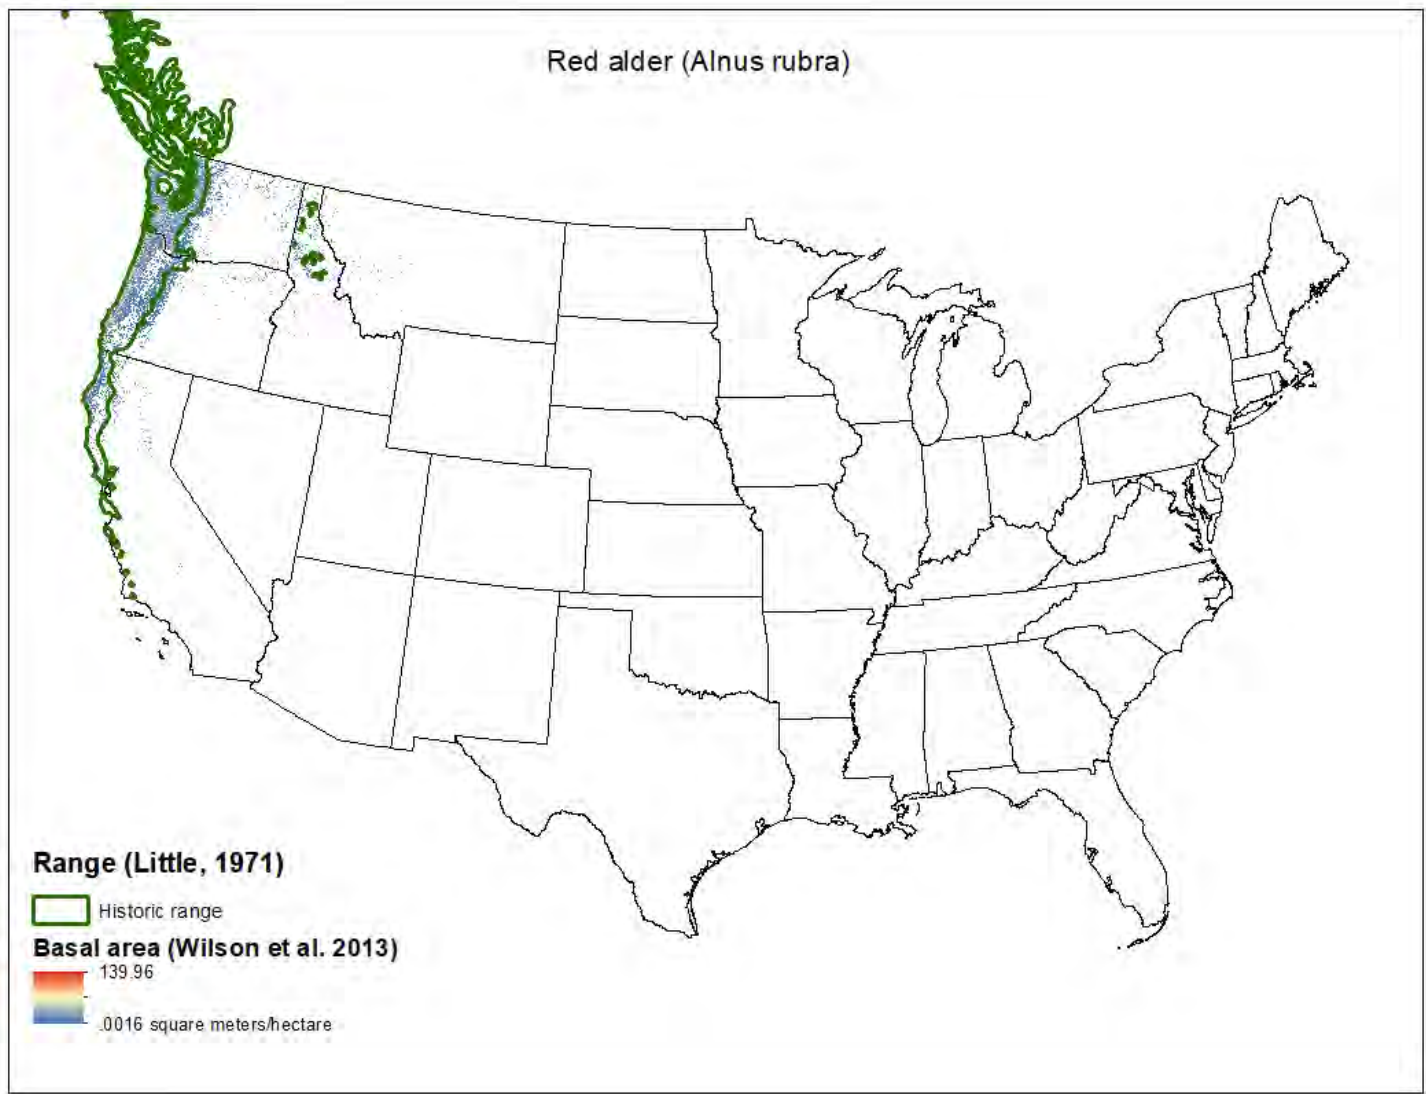 Red alder (Alnus rubra)
Range (Little, 1971)
Historic range
Basal area (Wilson et al. 2013)
139.96
.0016 square meters/hectare